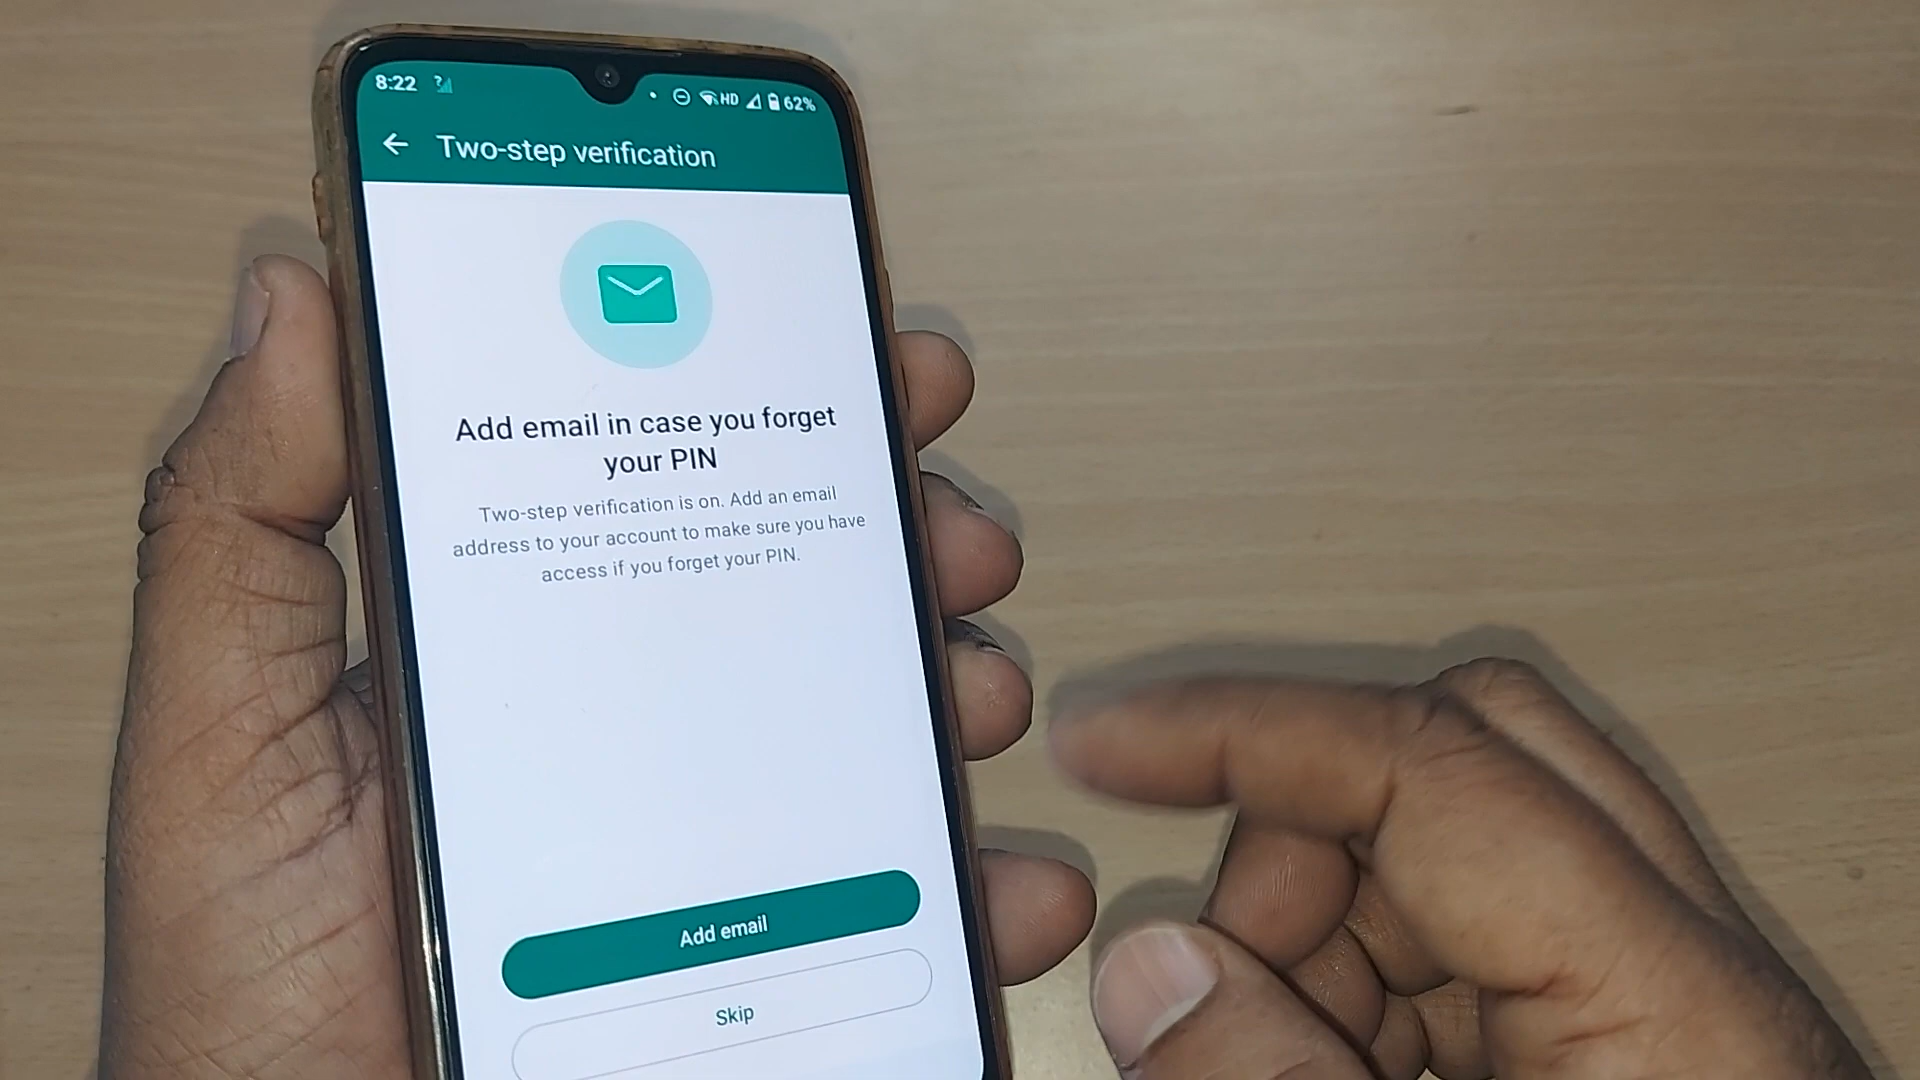 8:22 ? HD 62%
Two-step verification
Add email in case you forget
your PIN
Two-step verification is on. Add an email
address to your account to make sure you have
access if you forget your PIN.
Add email
Skip